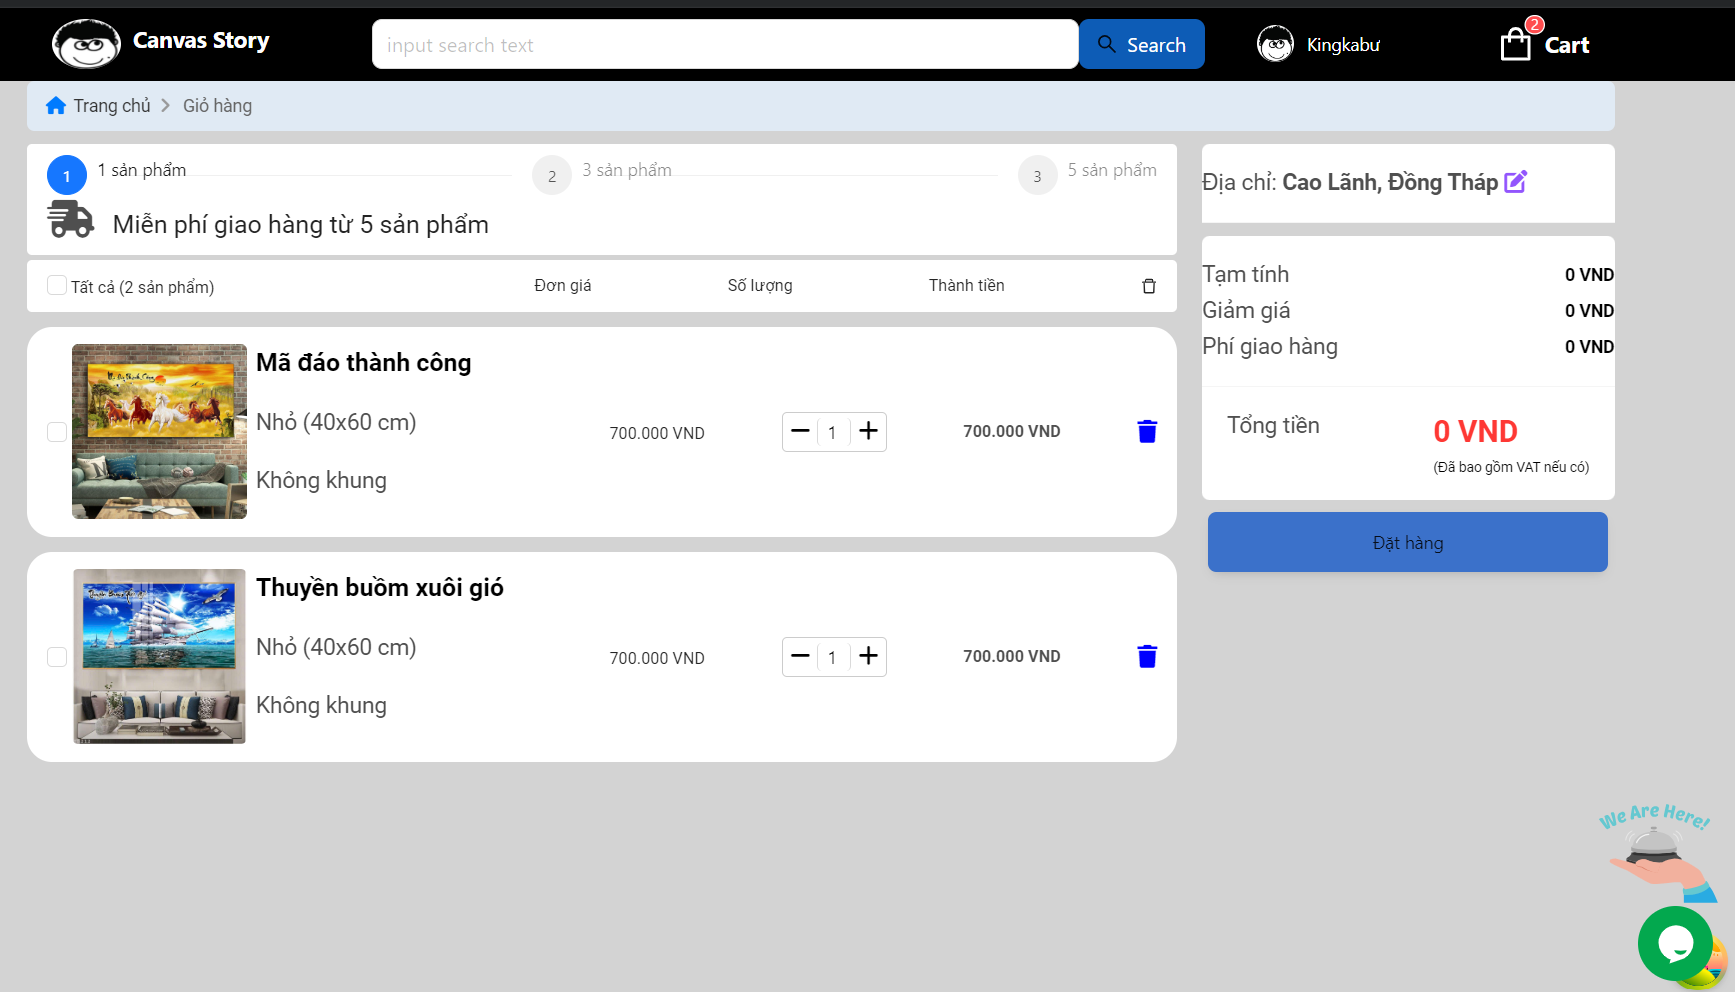 Canvas Story
input search text
Search
Kingkabu
2
Cart
Trang chủ
Giỏ hàng
1
1 sản phẩm
2
3 sản phẩm
3
5 sản phẩm
Miễn phí giao hàng từ 5 sản phẩm
Tất cả (2 sản phẩm)
Đơn giá
Số lượng
Thành tiền
Mã đáo thành công
Nhỏ (40x60 cm)
Không khung
700.000 VND
1
700.000 VND
Thuyền buồm xuôi gió
Nhỏ (40x60 cm)
Không khung
700.000 VND
1
700.000 VND
Địa chỉ: Cao Lãnh, Đồng Tháp
Tạm tính
0 VND
Giảm giá
0 VND
Phí giao hàng
0 VND
Tổng tiền
0 VND
(Đã bao gồm VAT nếu có)
Đặt hàng
We Are Here!